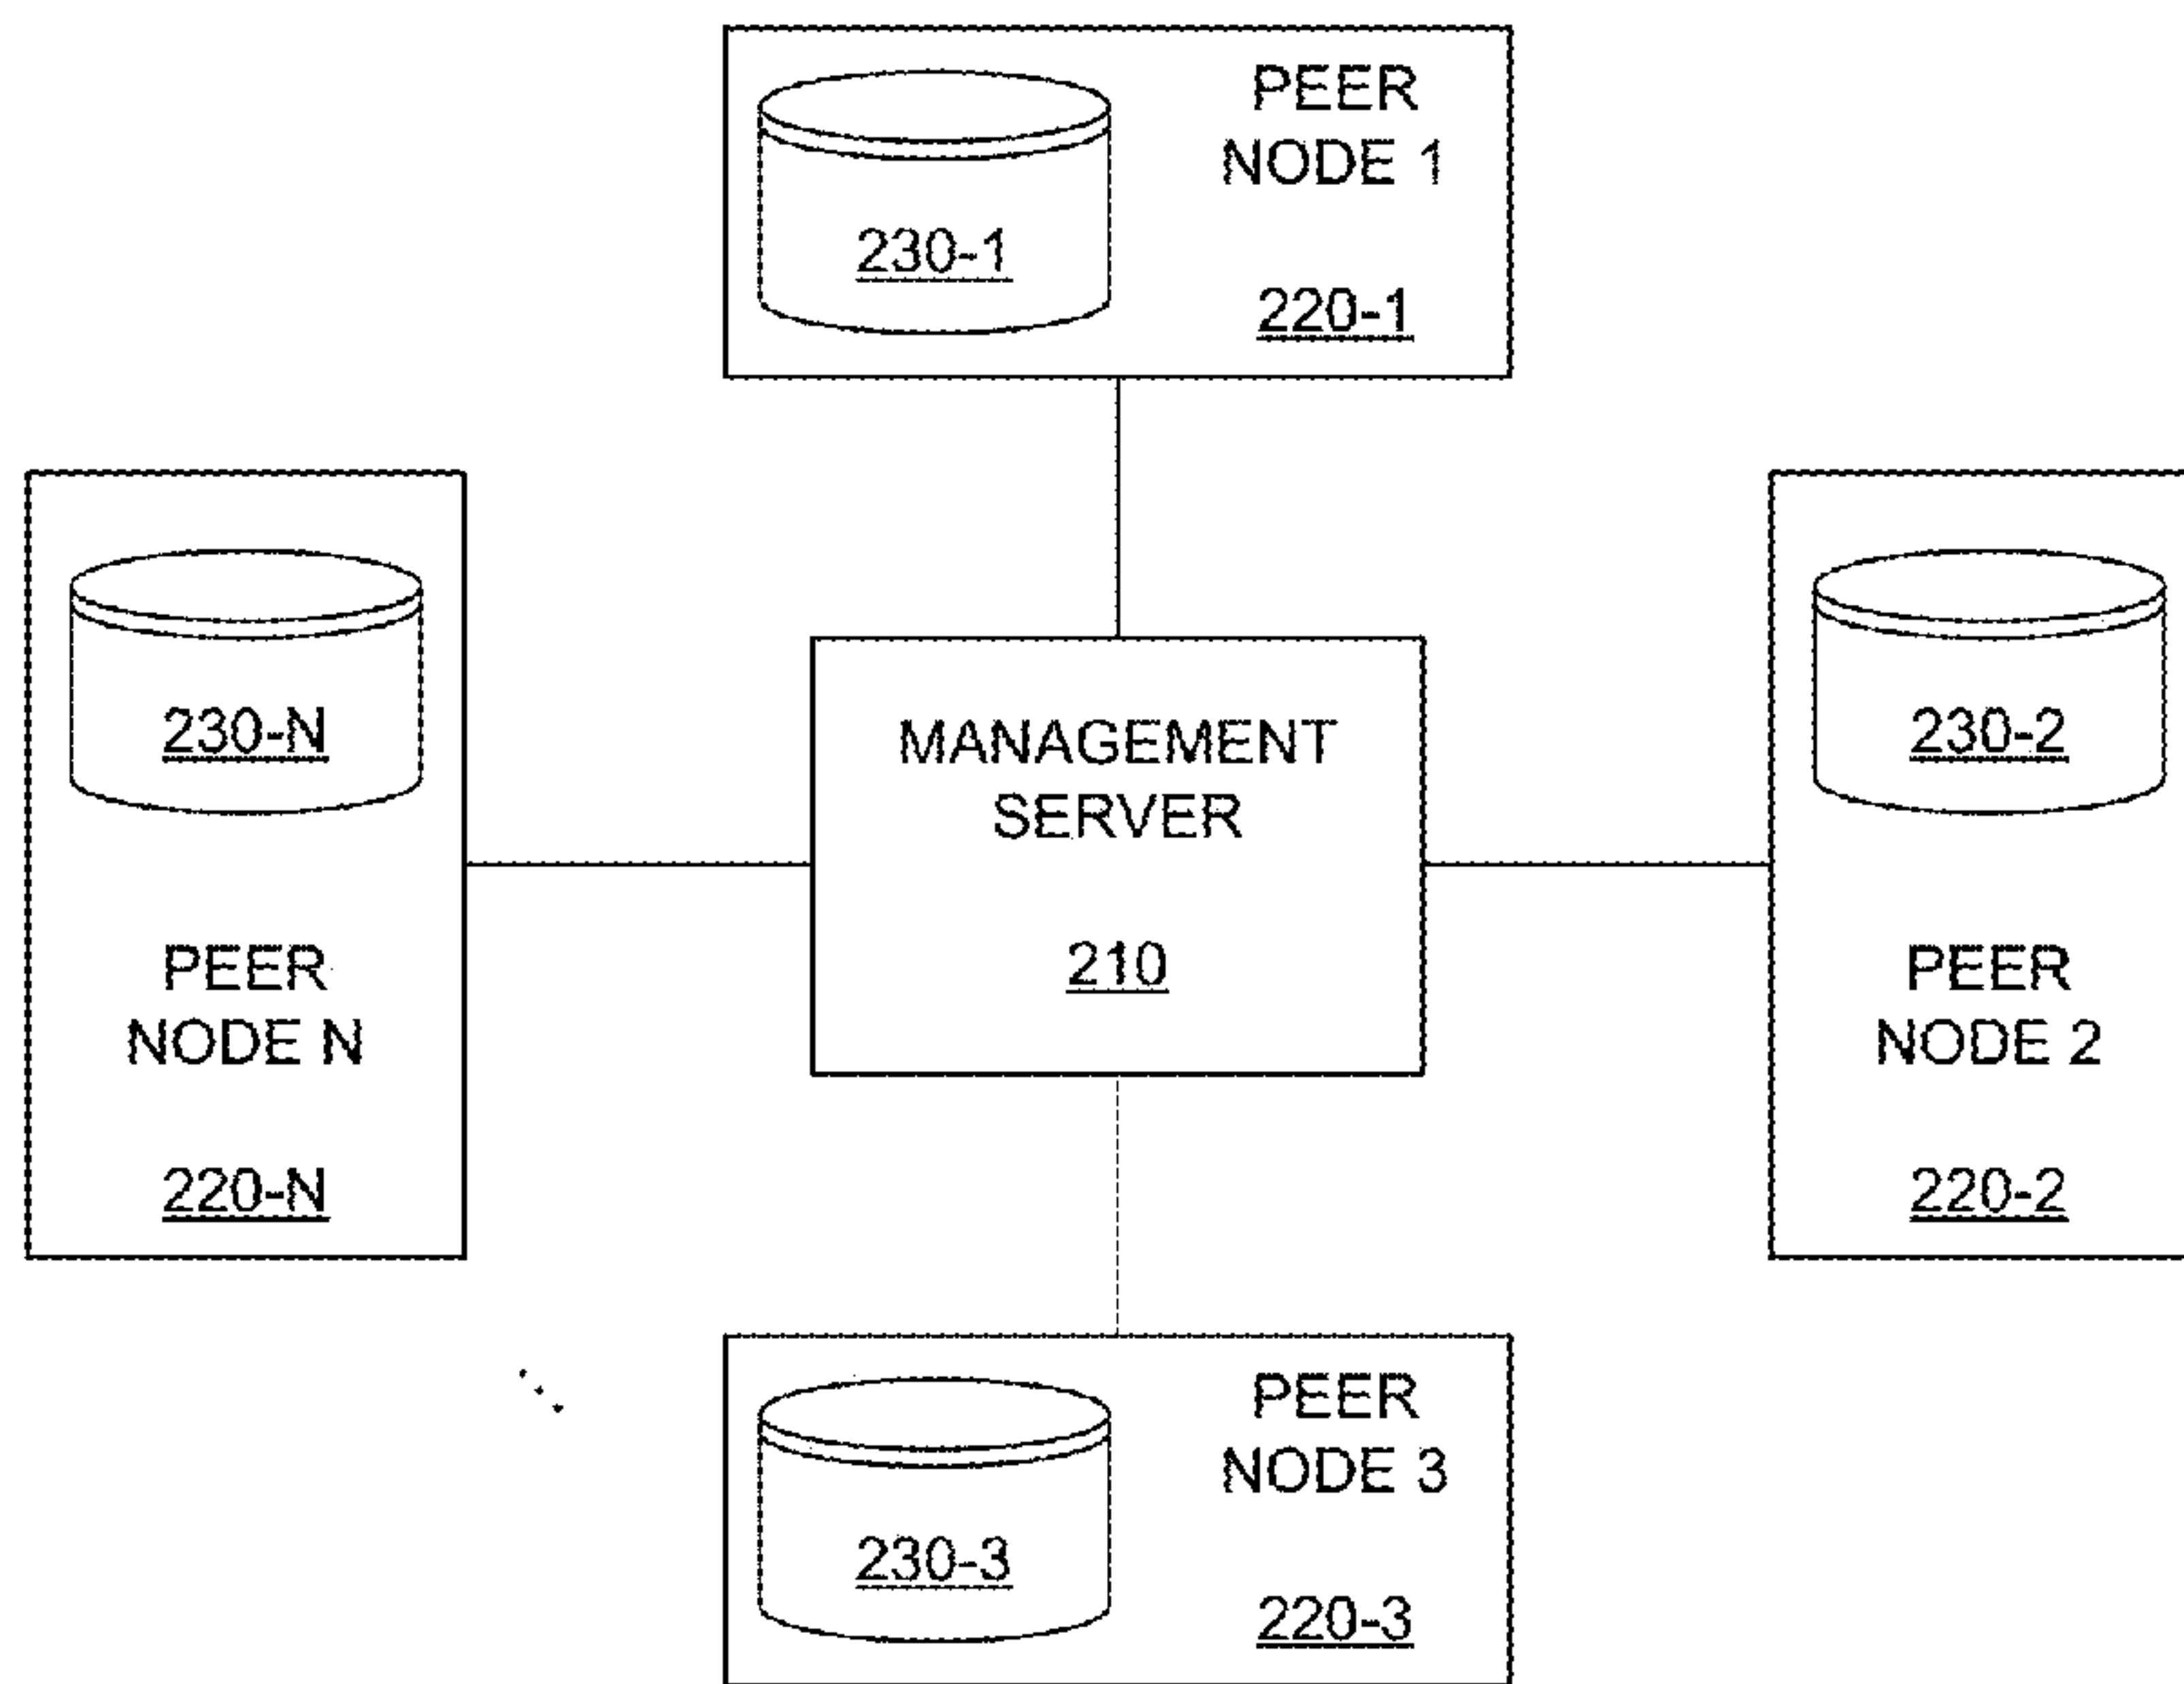 PEER
NODE 1
230-1
220-1
230-N
PEER
NODE N
220-N
MANAGEMENT
SERVER
210
230-2
PEER
NODE 2
220-2
PEER
NODE 3
230-3
220-3